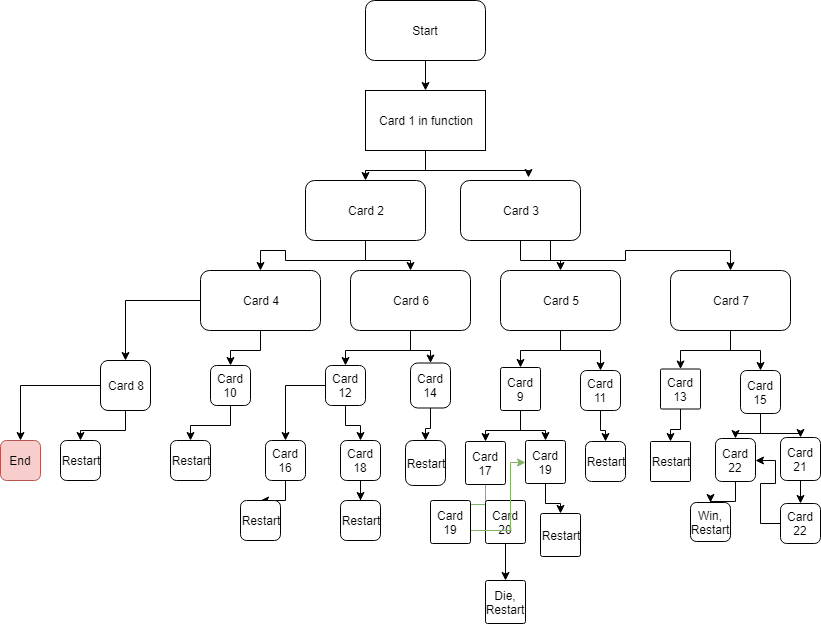 Start
Card 1 in function
Card 2
Card 3
Card 4
Card 6
Card 5
Card 7
Card 8
Card
10
Card
12
Card
14
Card
9
Card
11
Card
13
Card
15
End
Restart
Restart
Card
16
Card
18
Restart
Card
17
Card
19
Restart
Restart
Card
22
Card
21
Restart
Restart
Card
19
Card
20
Restart
Win,
Restart
Card
22
Die,
Restart